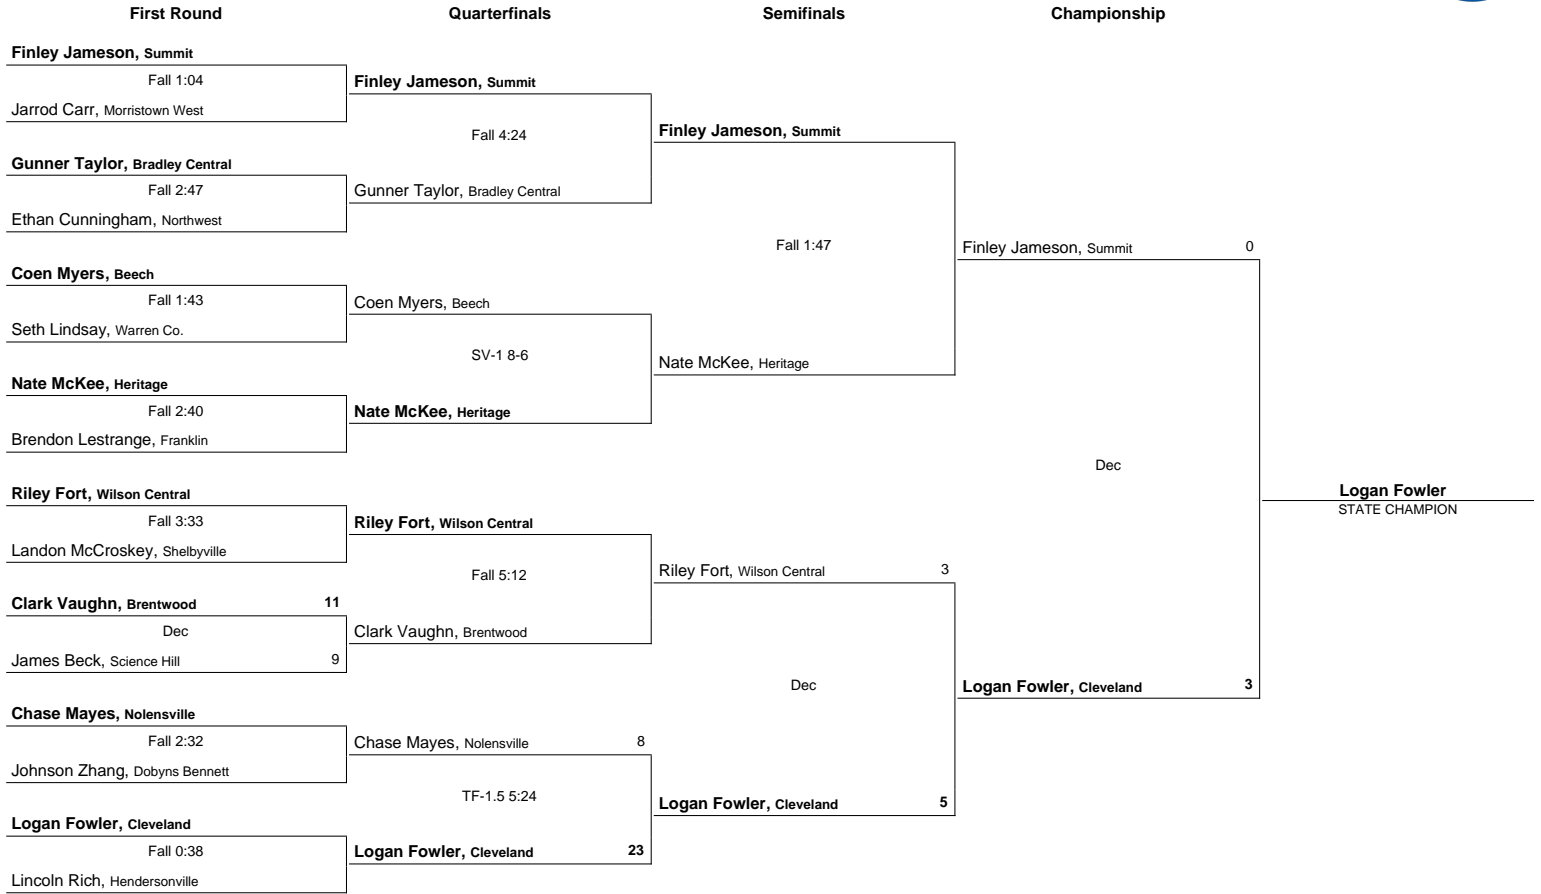 First Round
Quarterfinals
Semifinals
Championship
Finley Jameson, Summit
Fall 1:04
Jarrod Carr, Morristown West
Gunner Taylor, Bradley Central
Fall 2:47
Ethan Cunningham, Northwest
Coen Myers, Beech
Fall 1:43
Seth Lindsay, Warren Co.
Nate McKee, Heritage
Fall 2:40
Brendon Lestrange, Franklin
Riley Fort, Wilson Central
Fall 3:33
Landon McCroskey, Shelbyville
Clark Vaughn, Brentwood 11
Dec
James Beck, Science Hill 9
Chase Mayes, Nolensville
Fall 2:32
Johnson Zhang, Dobyns Bennett
Logan Fowler, Cleveland
Fall 0:38
Lincoln Rich, Hendersonville
Finley Jameson, Summit
Fall 4:24
Gunner Taylor, Bradley Central
Coen Myers, Beech
SV-1 8-6
Nate McKee, Heritage
Riley Fort, Wilson Central
Fall 5:12
Clark Vaughn, Brentwood
Chase Mayes, Nolensville 8
TF-1.5 5:24
Logan Fowler, Cleveland 23
Finley Jameson, Summit
Fall 1:47
Nate McKee, Heritage
Riley Fort, Wilson Central 3
Dec
Logan Fowler, Cleveland 5
Finley Jameson, Summit 0
Dec
Logan Fowler, Cleveland 3
Logan Fowler
STATE CHAMPION